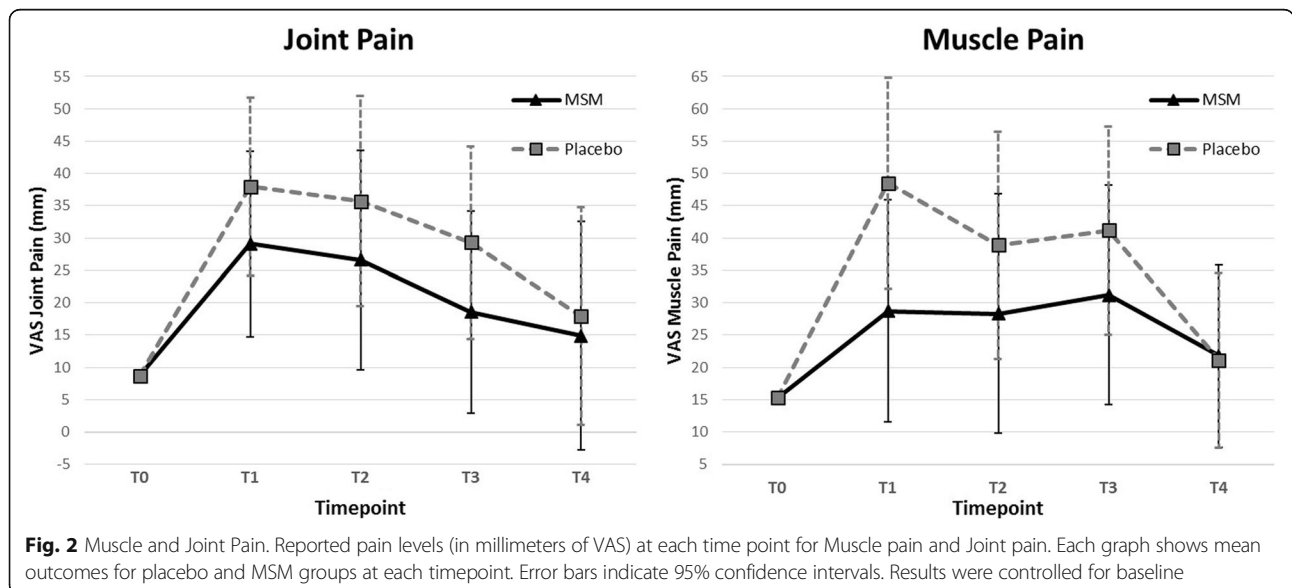 Joint Pain
55
50
45
40
35
30
25
20
15
10
5
0
-5
VAS Joint Pain (mm)
MSM
Placebo
T0 T1 T2 T3 T4
Timepoint
Muscle Pain
65
60
55
50
45
40
35
30
25
20
15
10
5
VAS Muscle Pain (mm)
MSM
Placebo
T0 T1 T2 T3 T4
Timepoint
Fig. 2 Muscle and Joint Pain. Reported pain levels (in millimeters of VAS) at each time point for Muscle pain and Joint pain. Each graph shows mean
outcomes for placebo and MSM groups at each timepoint. Error bars indicate 95% confidence intervals. Results were controlled for baseline